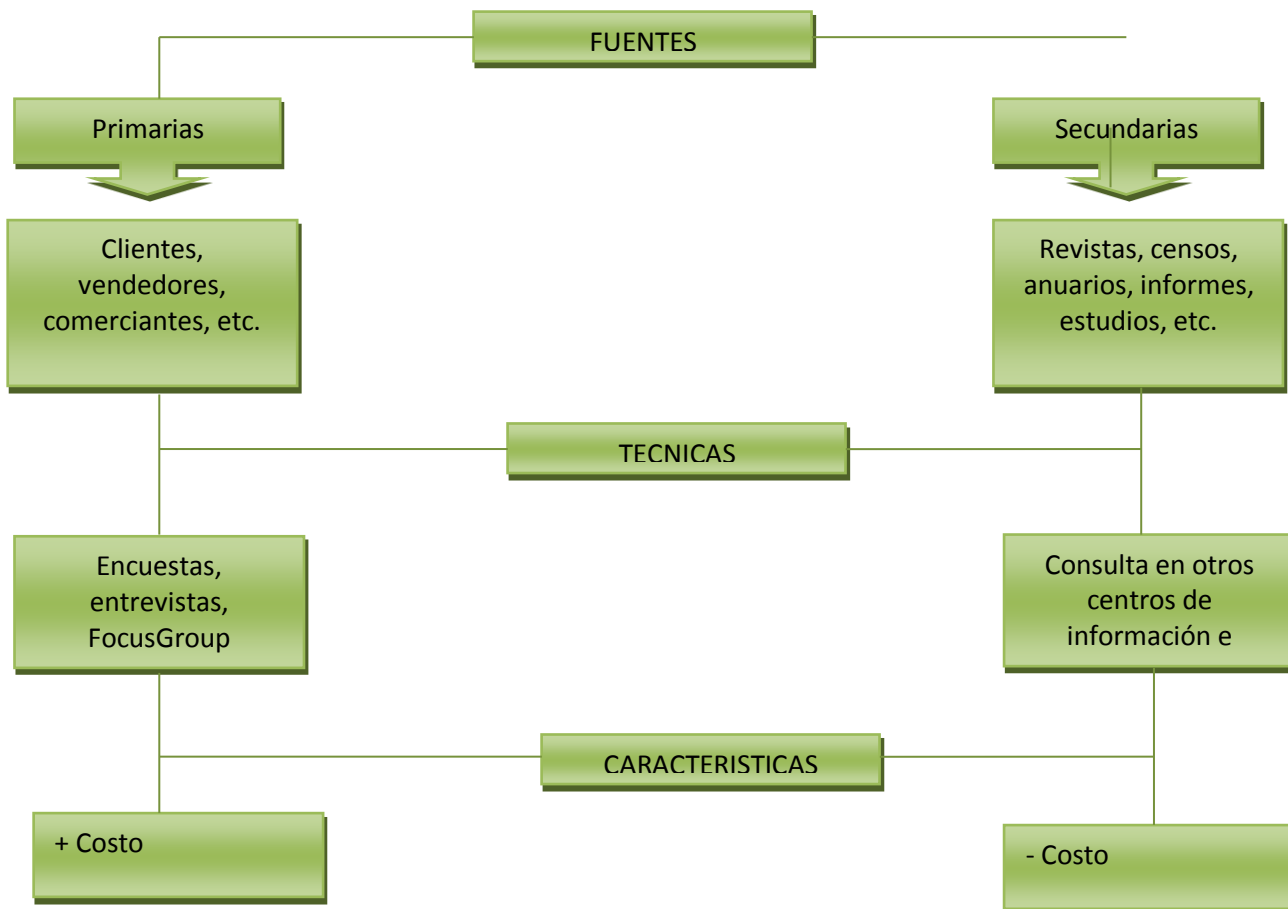 FUENTES
Primarias
Secundarias
Clientes,
vendedores,
comerciantes, etc.
Revistas, censos,
anuarios, informes,
estudios, etc.
TECNICAS
Encuestas,
entrevistas,
FocusGroup
Consulta en otros
centros de
información e
CARACTERISTICAS
+ Costo
- Costo